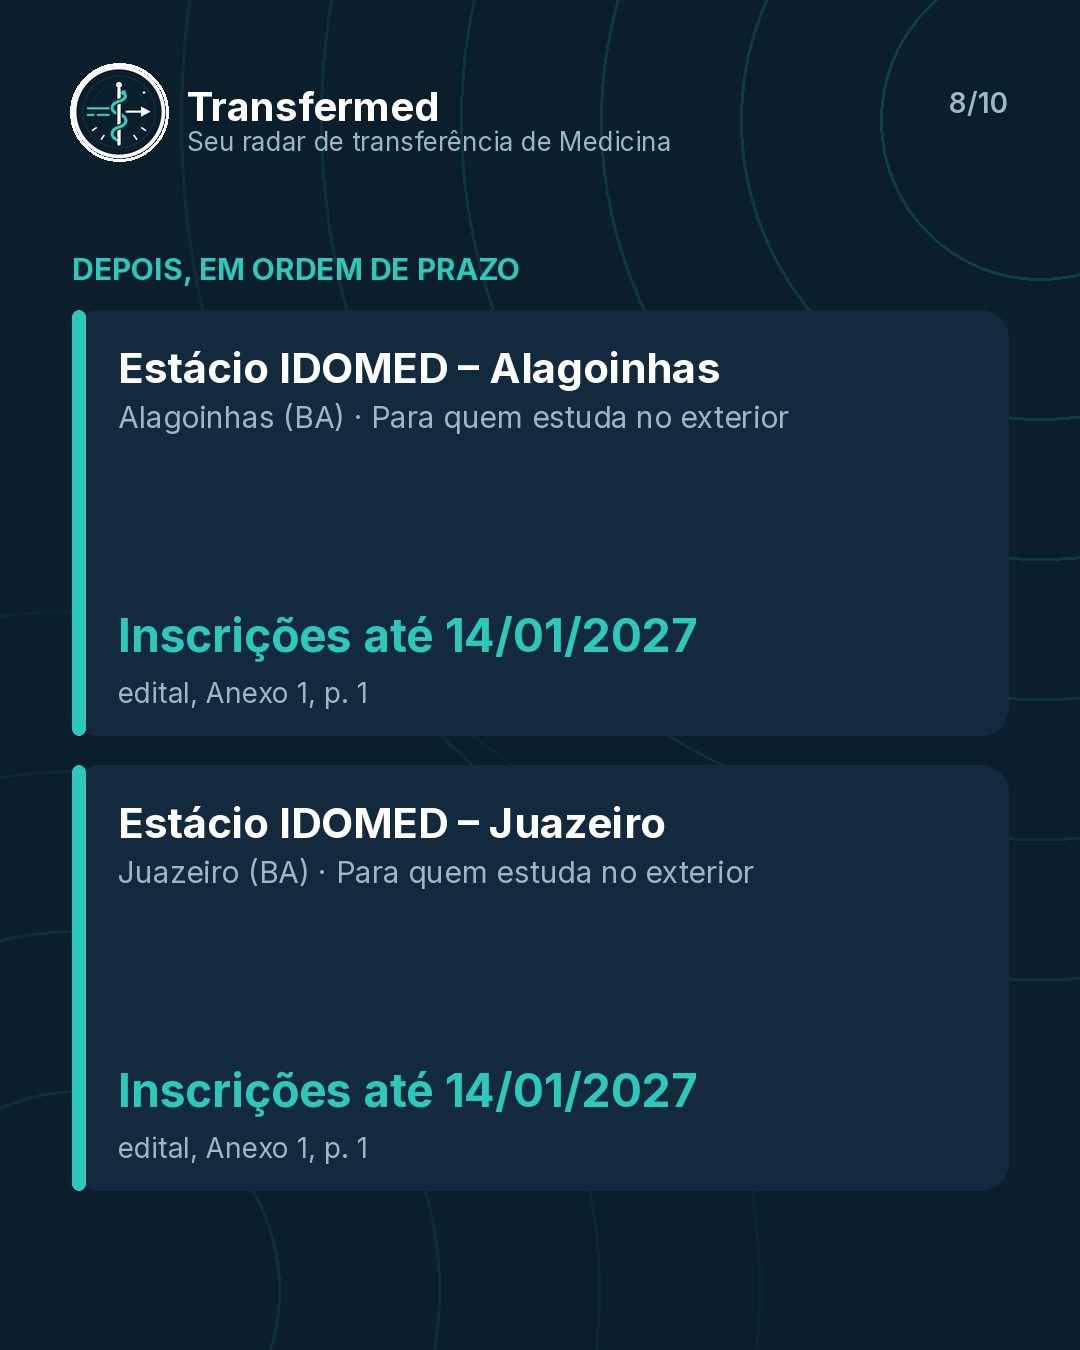 Transfermed
Seu radar de transferência de Medicina
8/10
DEPOIS, EM ORDEM DE PRAZO
Estácio IDOMED – Alagoinhas
Alagoinhas (BA) · Para quem estuda no exterior
Inscrições até 14/01/2027
edital, Anexo 1, p. 1
Estácio IDOMED – Juazeiro
Juazeiro (BA) · Para quem estuda no exterior
Inscrições até 14/01/2027
edital, Anexo 1, p. 1